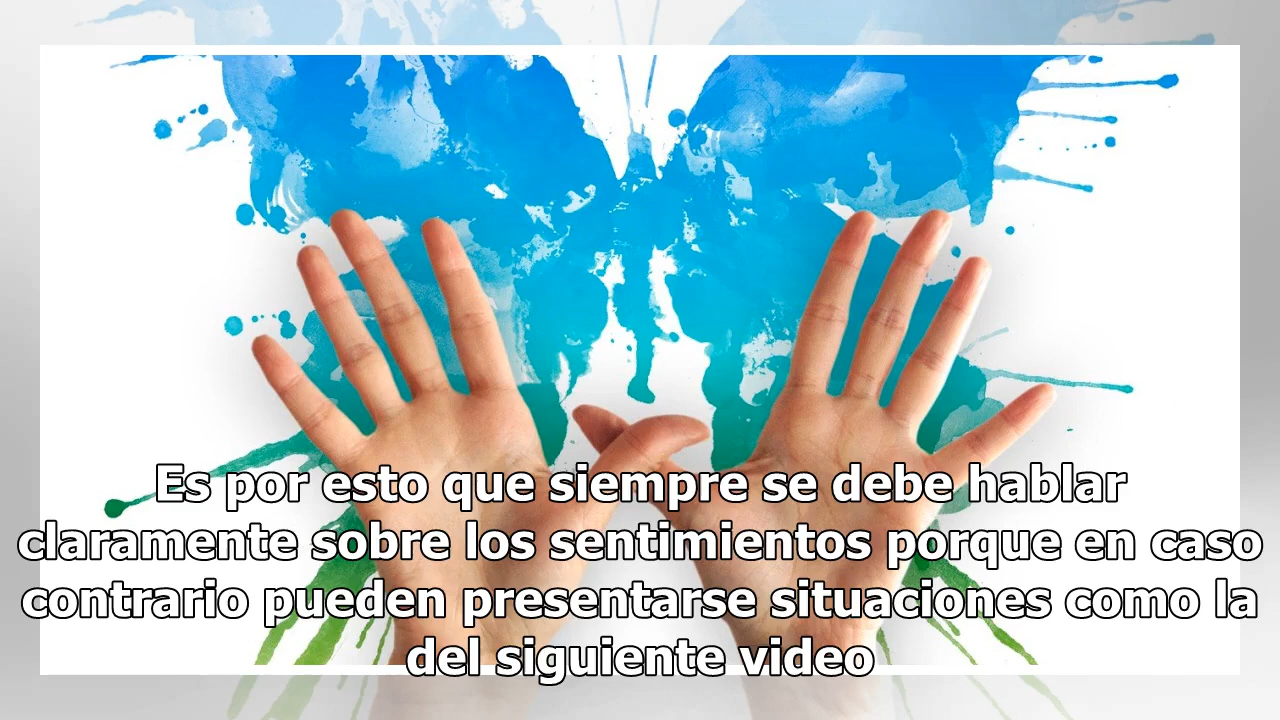 Es por esto que siempre se debe hablar
claramente sobre los sentimientos porque en caso
contrario pueden presentarse situaciones como la
del siguiente video